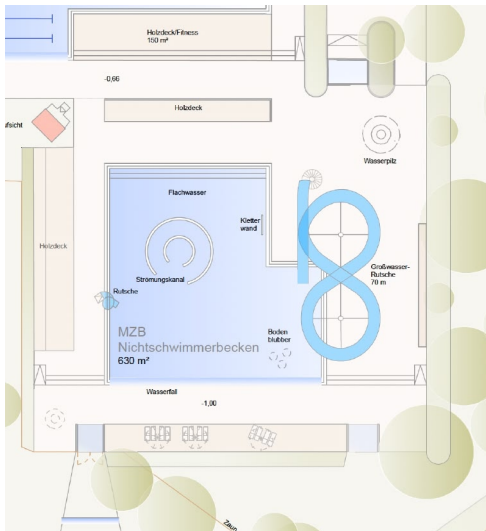 Holzdeck/Fitness
150 m²
-0,66
Holzdeck
ufsicht
Wasserpilz
Flachwasser
Kletter
wand
Holzdeck
Großwasser-
Rutsche
70 m
Strömungskanal
Rutsche
MZB
Nichtschwimmerbecken
630 m²
Boden
blubber
Wasserfall
-1,00
Zaun